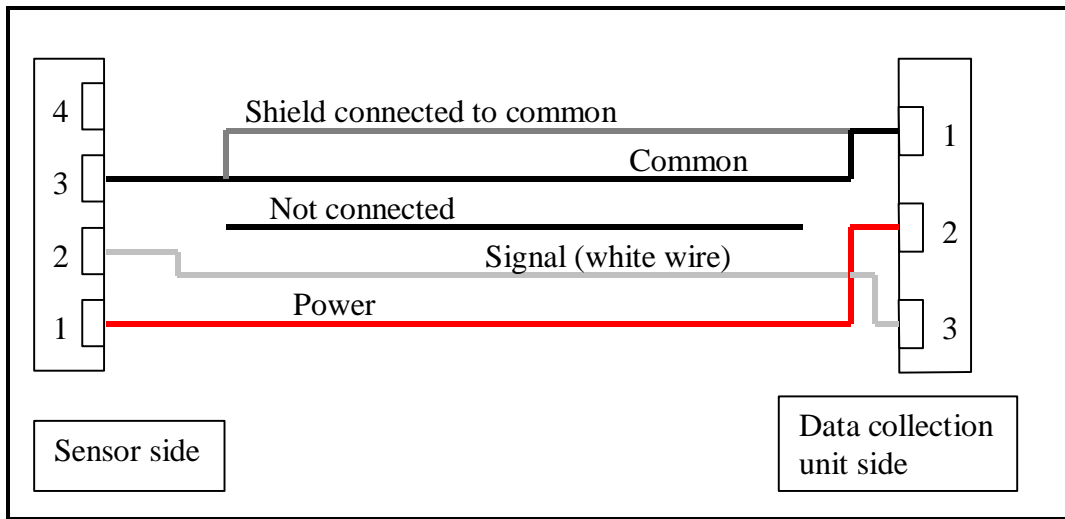 4
Shield connected to common
1
3
Common
Not connected
2
2
Signal (white wire)
1
Power
3
Sensor side
Data collection
unit side